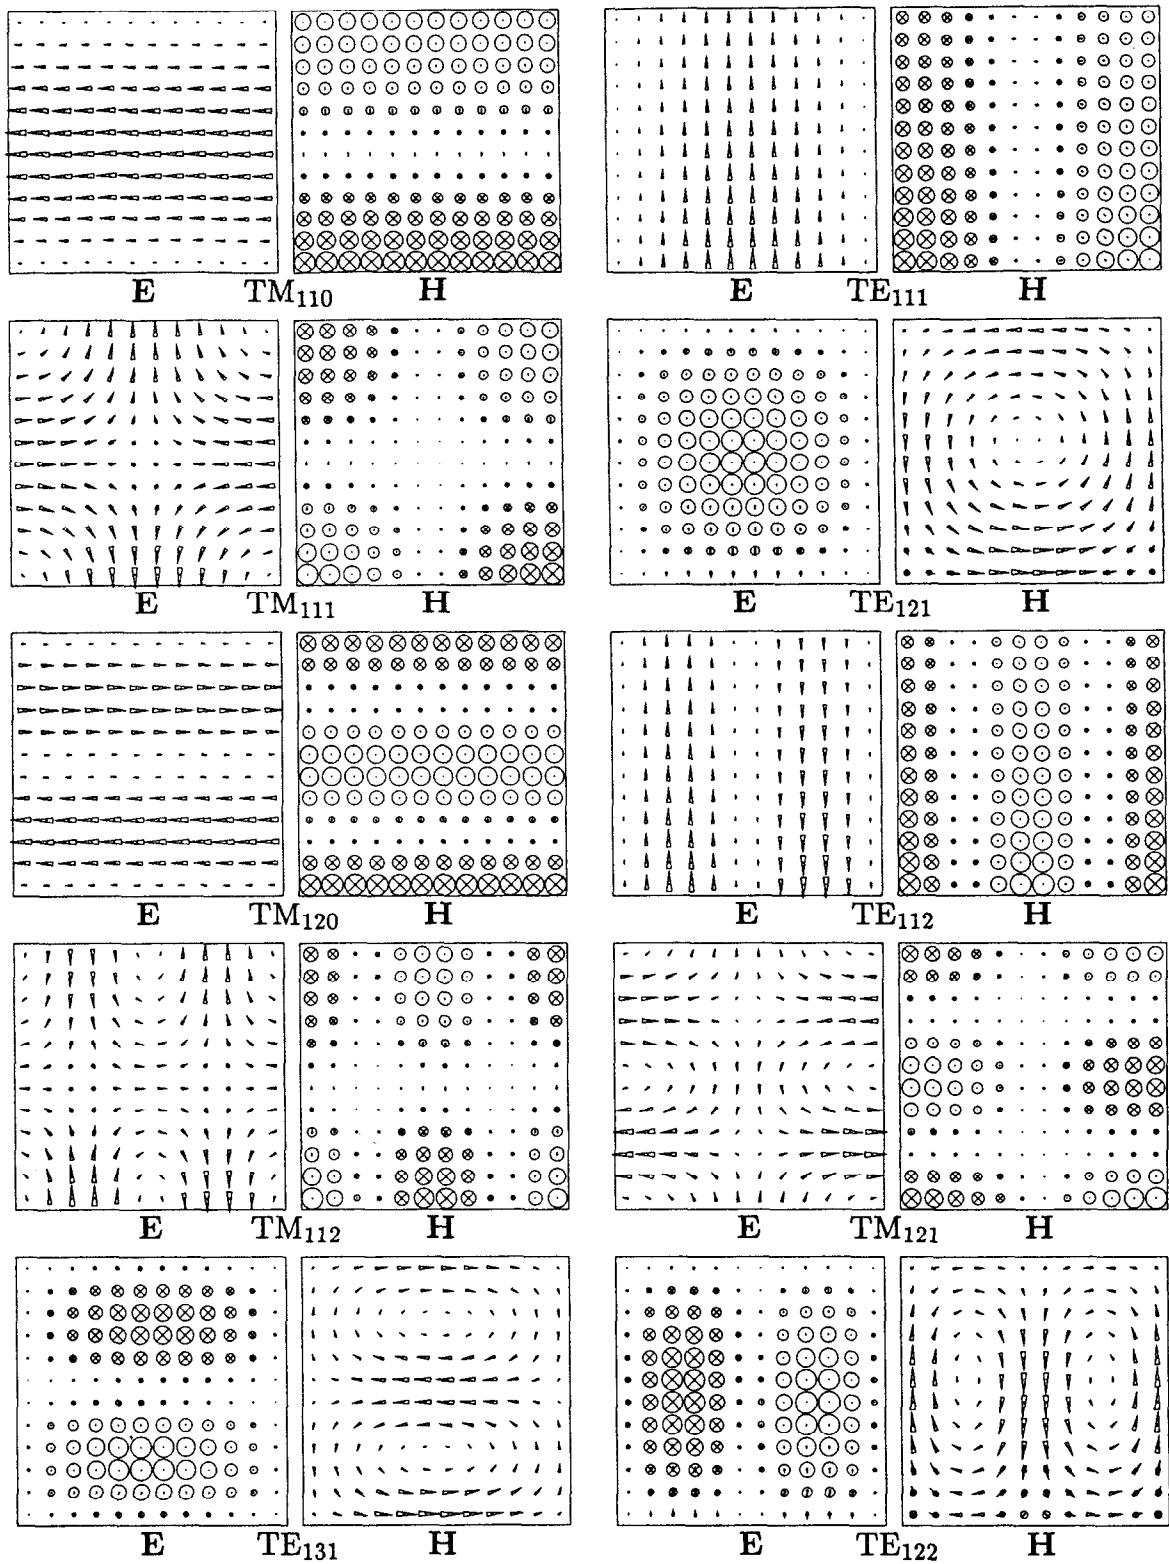 E TM₁₁₀ H E TE₁₁₁ H
E TM₁₁₁ H E TE₁₂₁ H
E TM₁₂₀ H E TE₁₁₂ H
E TM₁₁₂ H E TM₁₂₁ H
E TE₁₃₁ H E TE₁₂₂ H